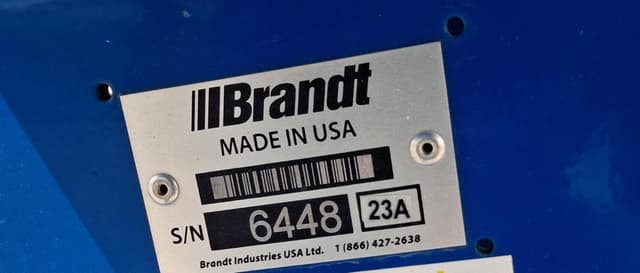 Brandt
MADE IN USA
S/N 6448 23A
Brandt Industries USA Ltd. 1 (866) 427-2638